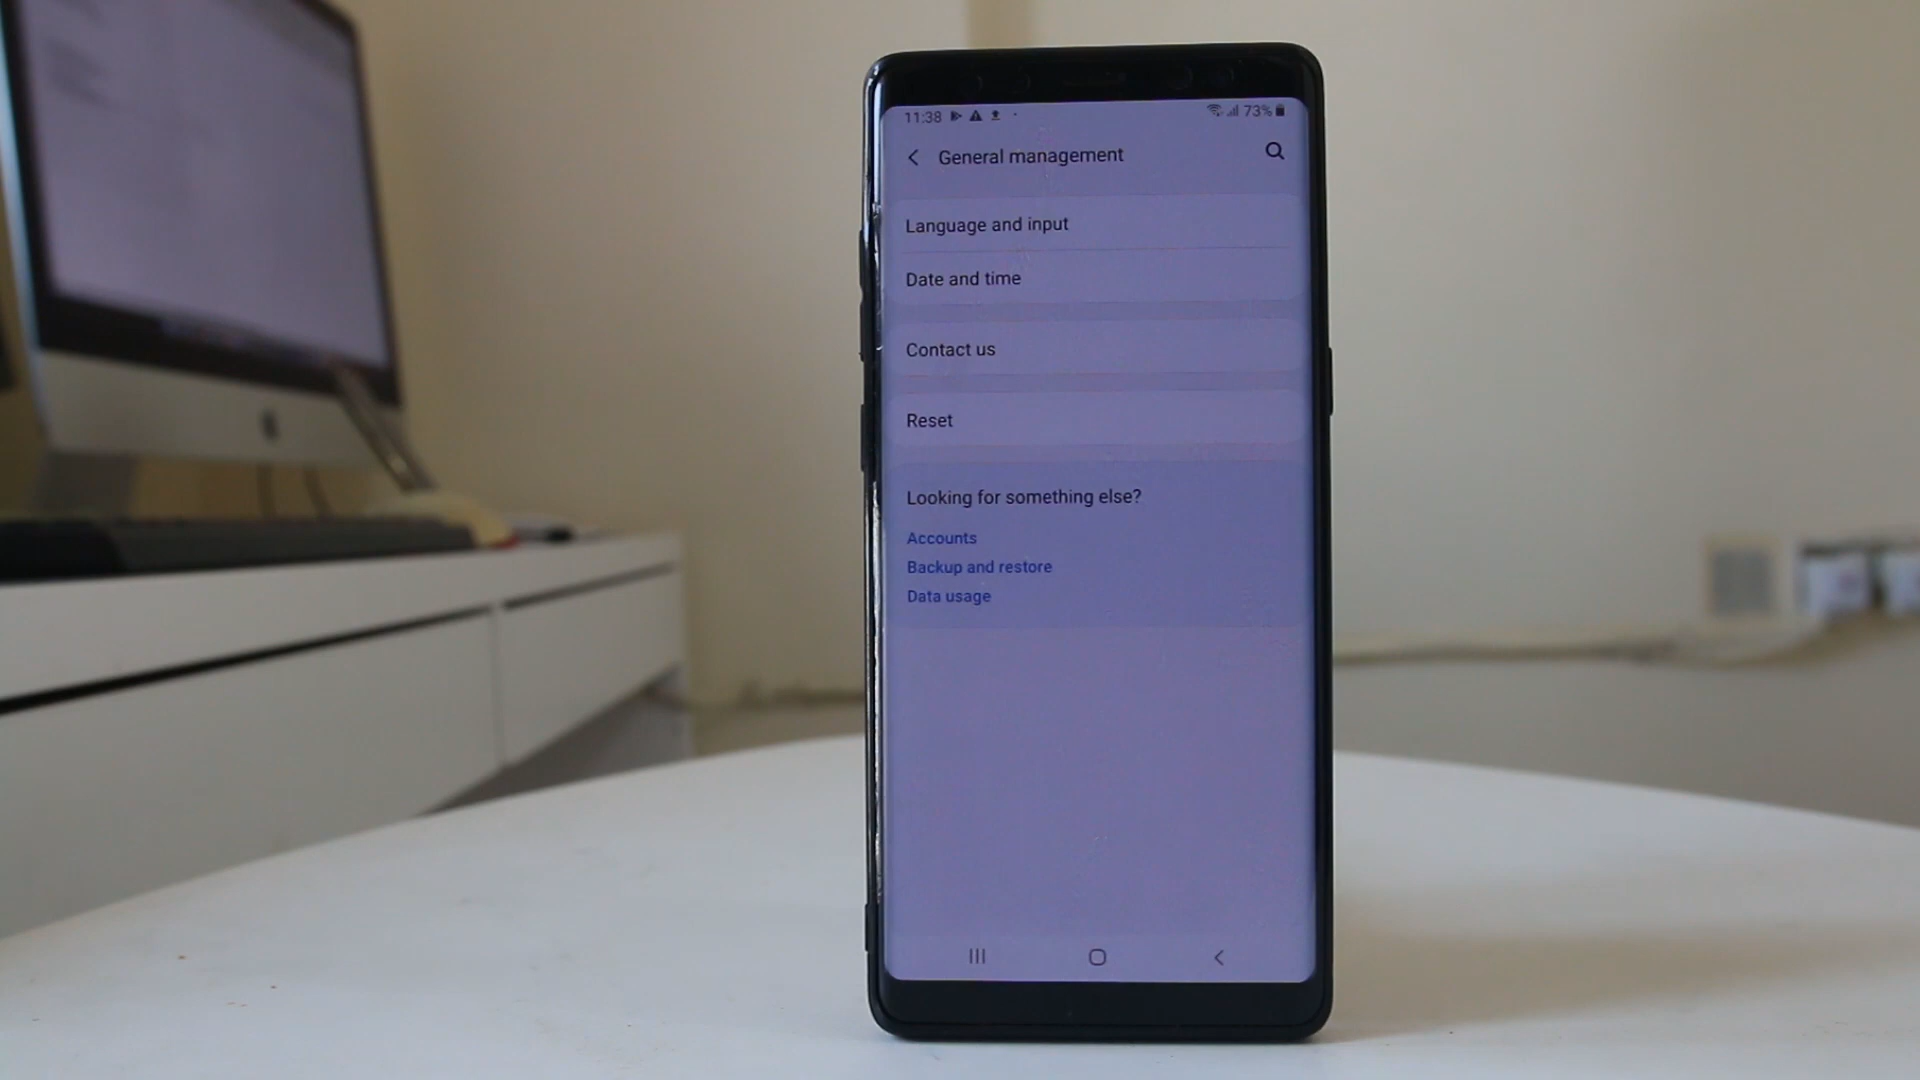 11:38
73%
General management
Language and input
Date and time
Contact us
Reset
Looking for something else?
Accounts
Backup and restore
Data usage